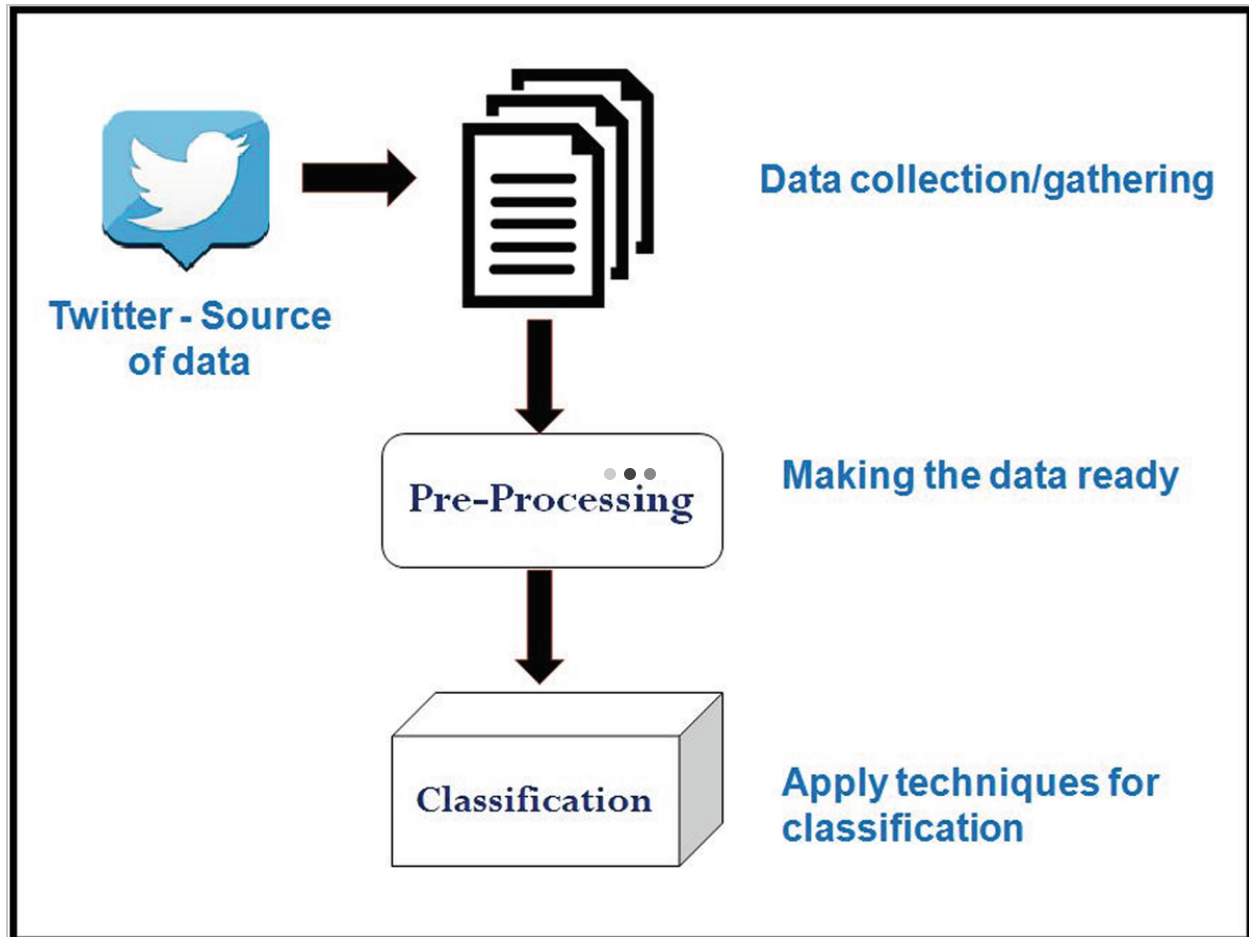 Data collection/gathering
Twitter - Source
of data
Making the data ready
Pre-Processing
Apply techniques for
classification
Classification